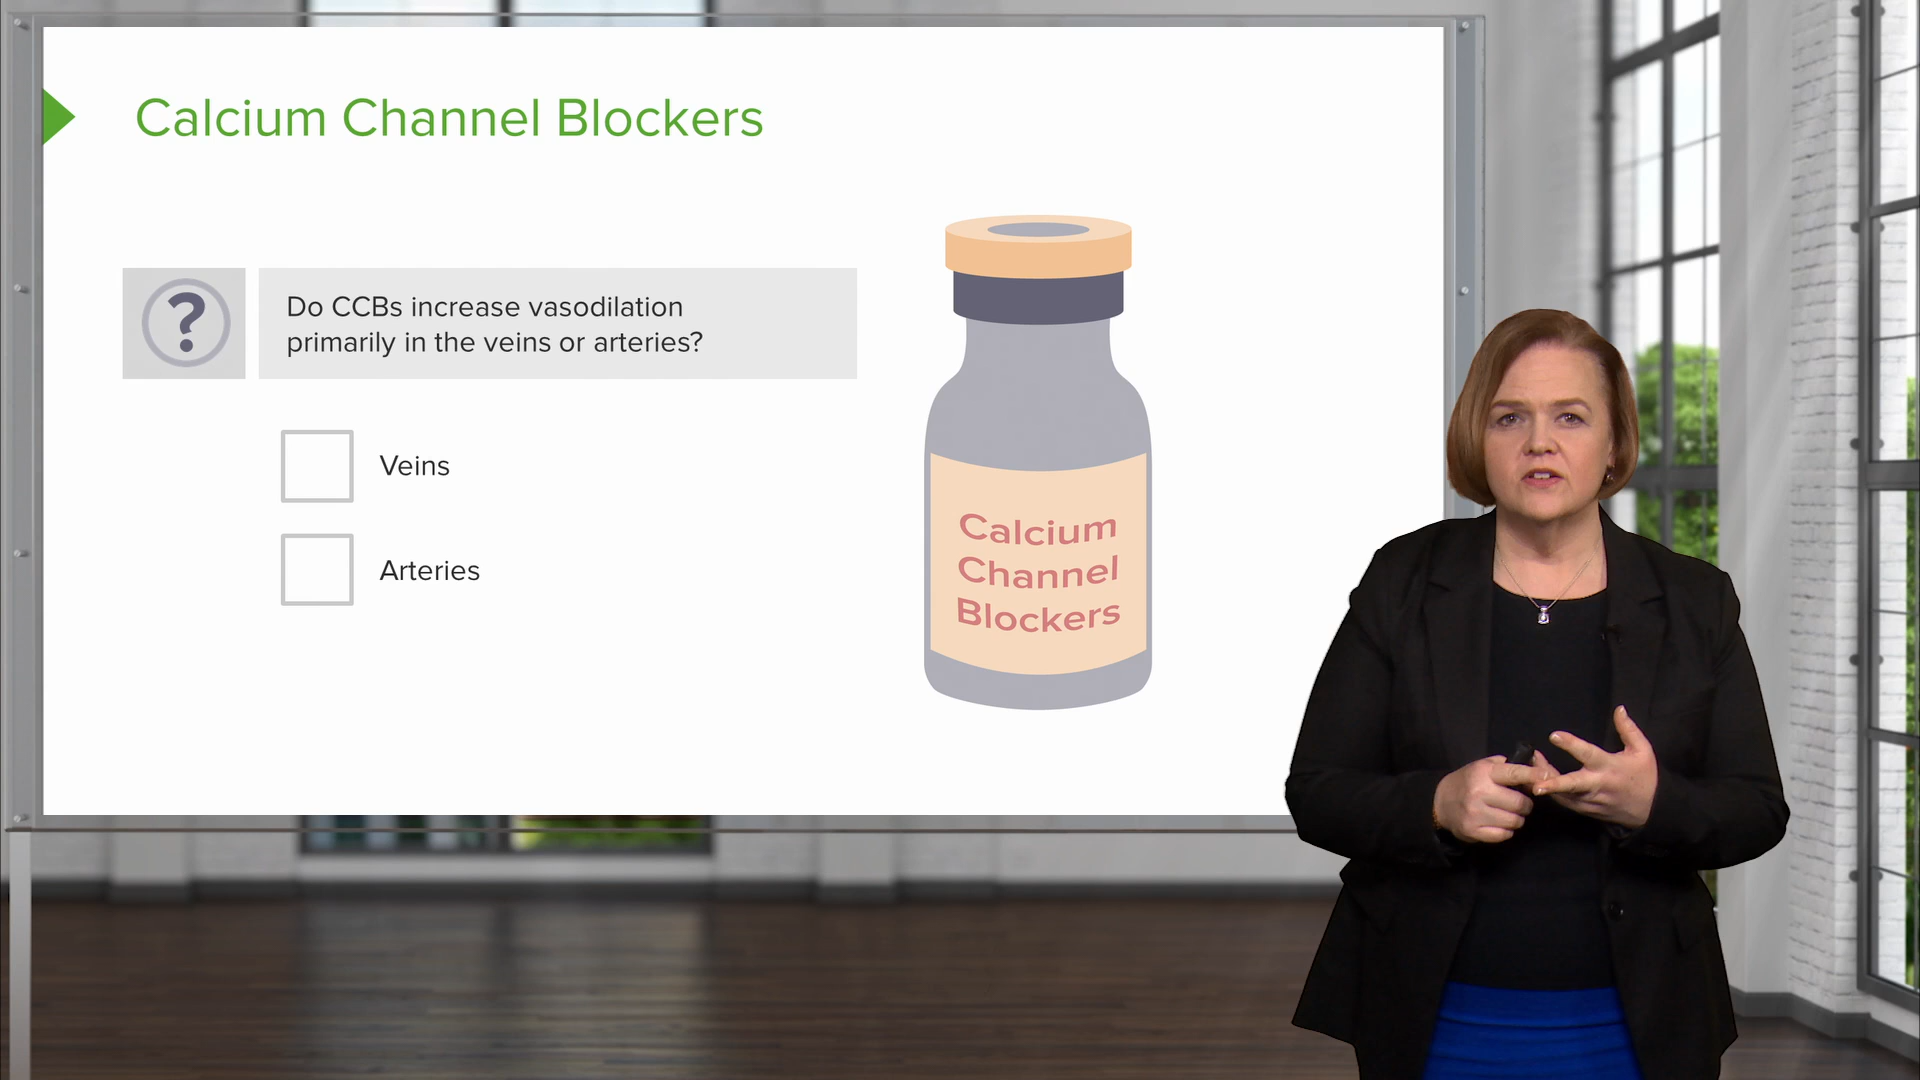 Calcium Channel Blockers
?
Do CCBs increase vasodilation
primarily in the veins or arteries?
Veins
Arteries
Calcium
Channel
Blockers